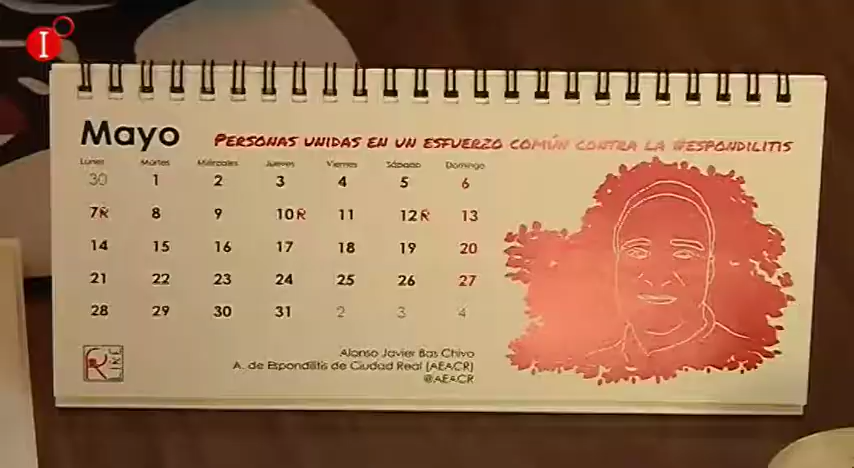 I
Mayo
PERSONAS UNIDAS EN UN ESFUERZO COMÚN CONTRA LA #ESPONDILITIS
Lunes Martes Miércoles Jueves Viernes Sábado Domingo
30 1 2 3 4 5 6
7R 8 9 10R 11 12R 13
14 15 16 17 18 19 20
21 22 23 24 25 26 27
28 29 30 31 2 3 4
Alonso Javier Bas Chivo
A. de Espondilitis de Ciudad Real (AEACR)
@AEACR
R LIKE